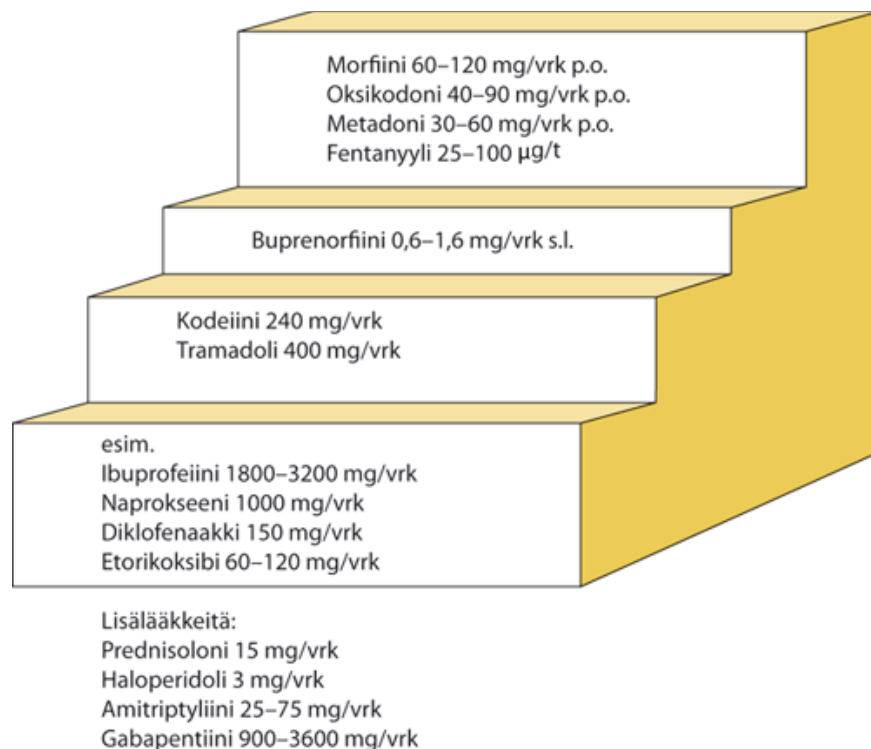 Morfiini 60–120 mg/vrk p.o.
Oksikodoni 40–90 mg/vrk p.o.
Metadoni 30–60 mg/vrk p.o.
Fentanyyli 25–100 µg/t
Buprenorfiini 0,6–1,6 mg/vrk s.l.
Kodeiini 240 mg/vrk
Tramadoli 400 mg/vrk
esim.
Ibuprofeiini 1800–3200 mg/vrk
Naprokseeni 1000 mg/vrk
Diklofenaakki 150 mg/vrk
Etorikoksibi 60–120 mg/vrk
Lisälääkkeitä:
Prednisoloni 15 mg/vrk
Haloperidoli 3 mg/vrk
Amitriptyliini 25–75 mg/vrk
Gabapentiini 900–3600 mg/vrk